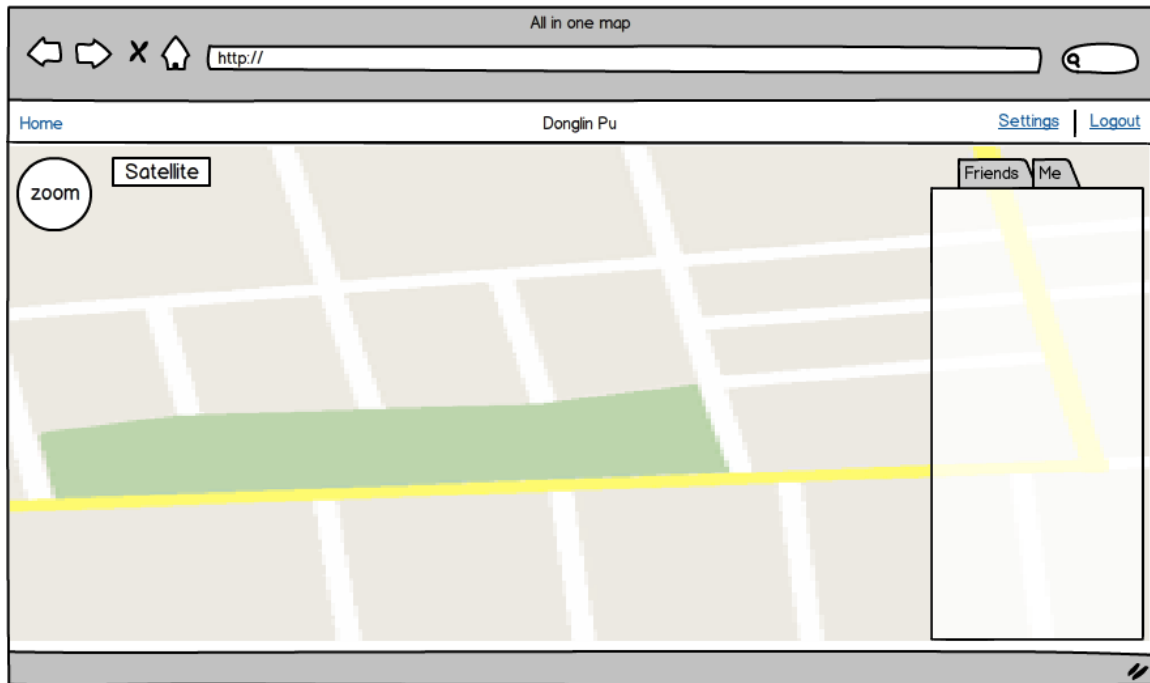 All in one map
http://
Home
Donglin Pu
Settings
Logout
zoom
Satellite
Friends
Me